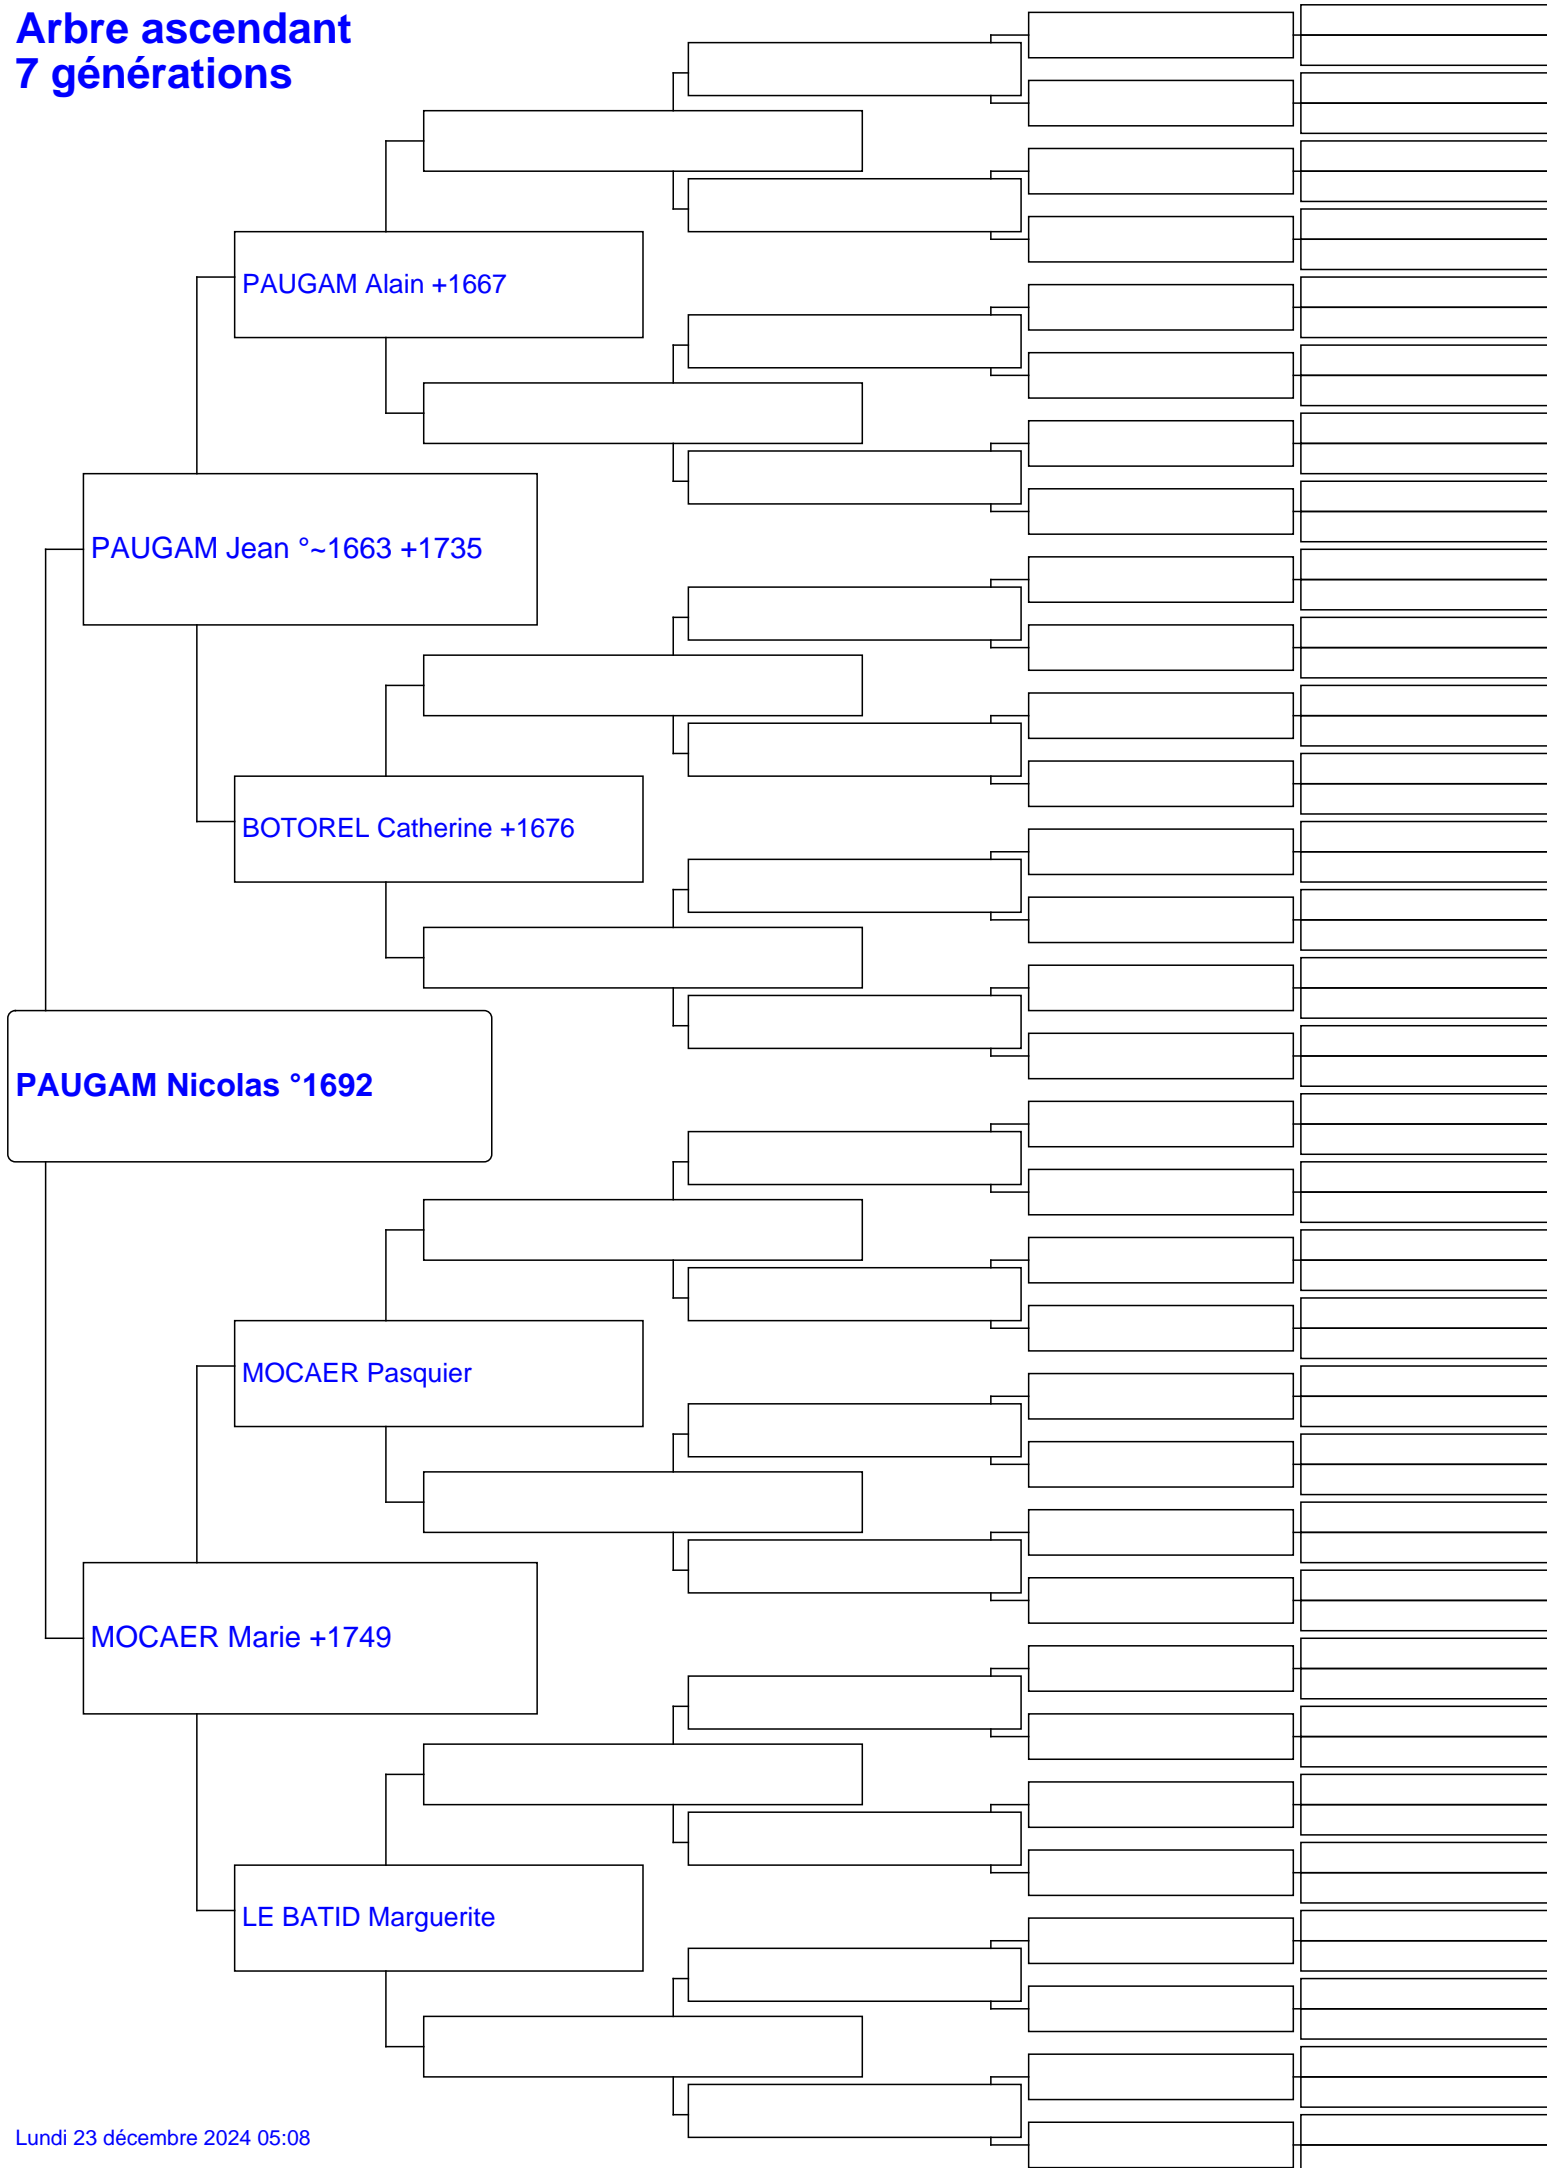 Arbre ascendant
7 générations
PAUGAM Alain +1667
PAUGAM Jean °~1663 +1735
BOTOREL Catherine +1676
PAUGAM Nicolas °1692
MOCAER Pasquier
MOCAER Marie +1749
LE BATID Marguerite
Lundi 23 décembre 2024 05:08